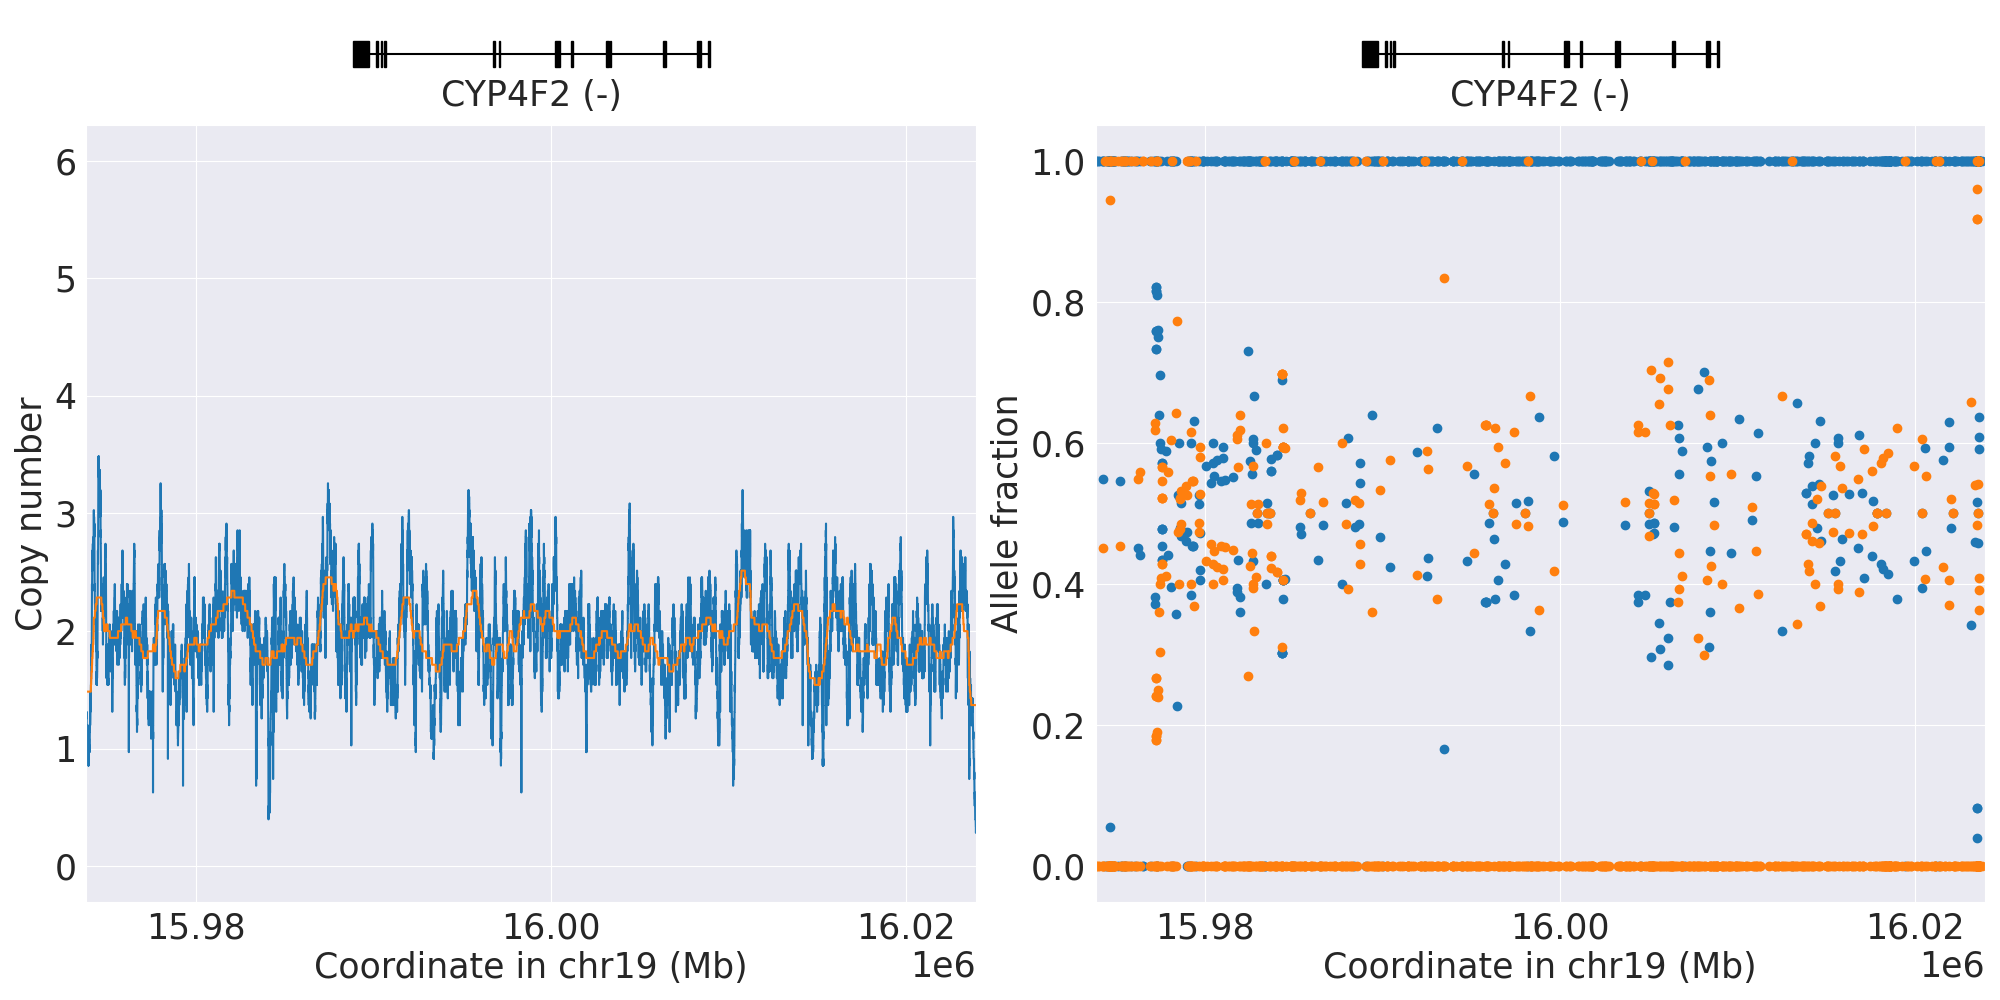 CYP4F2 (-)
CYP4F2 (-)
Copy number
6
5
4
3
2
1
0
15.98
16.00
16.02
Coordinate in chr19 (Mb)
1e6
Allele fraction
1.0
0.8
0.6
0.4
0.2
0.0
15.98
16.00
16.02
Coordinate in chr19 (Mb)
1e6